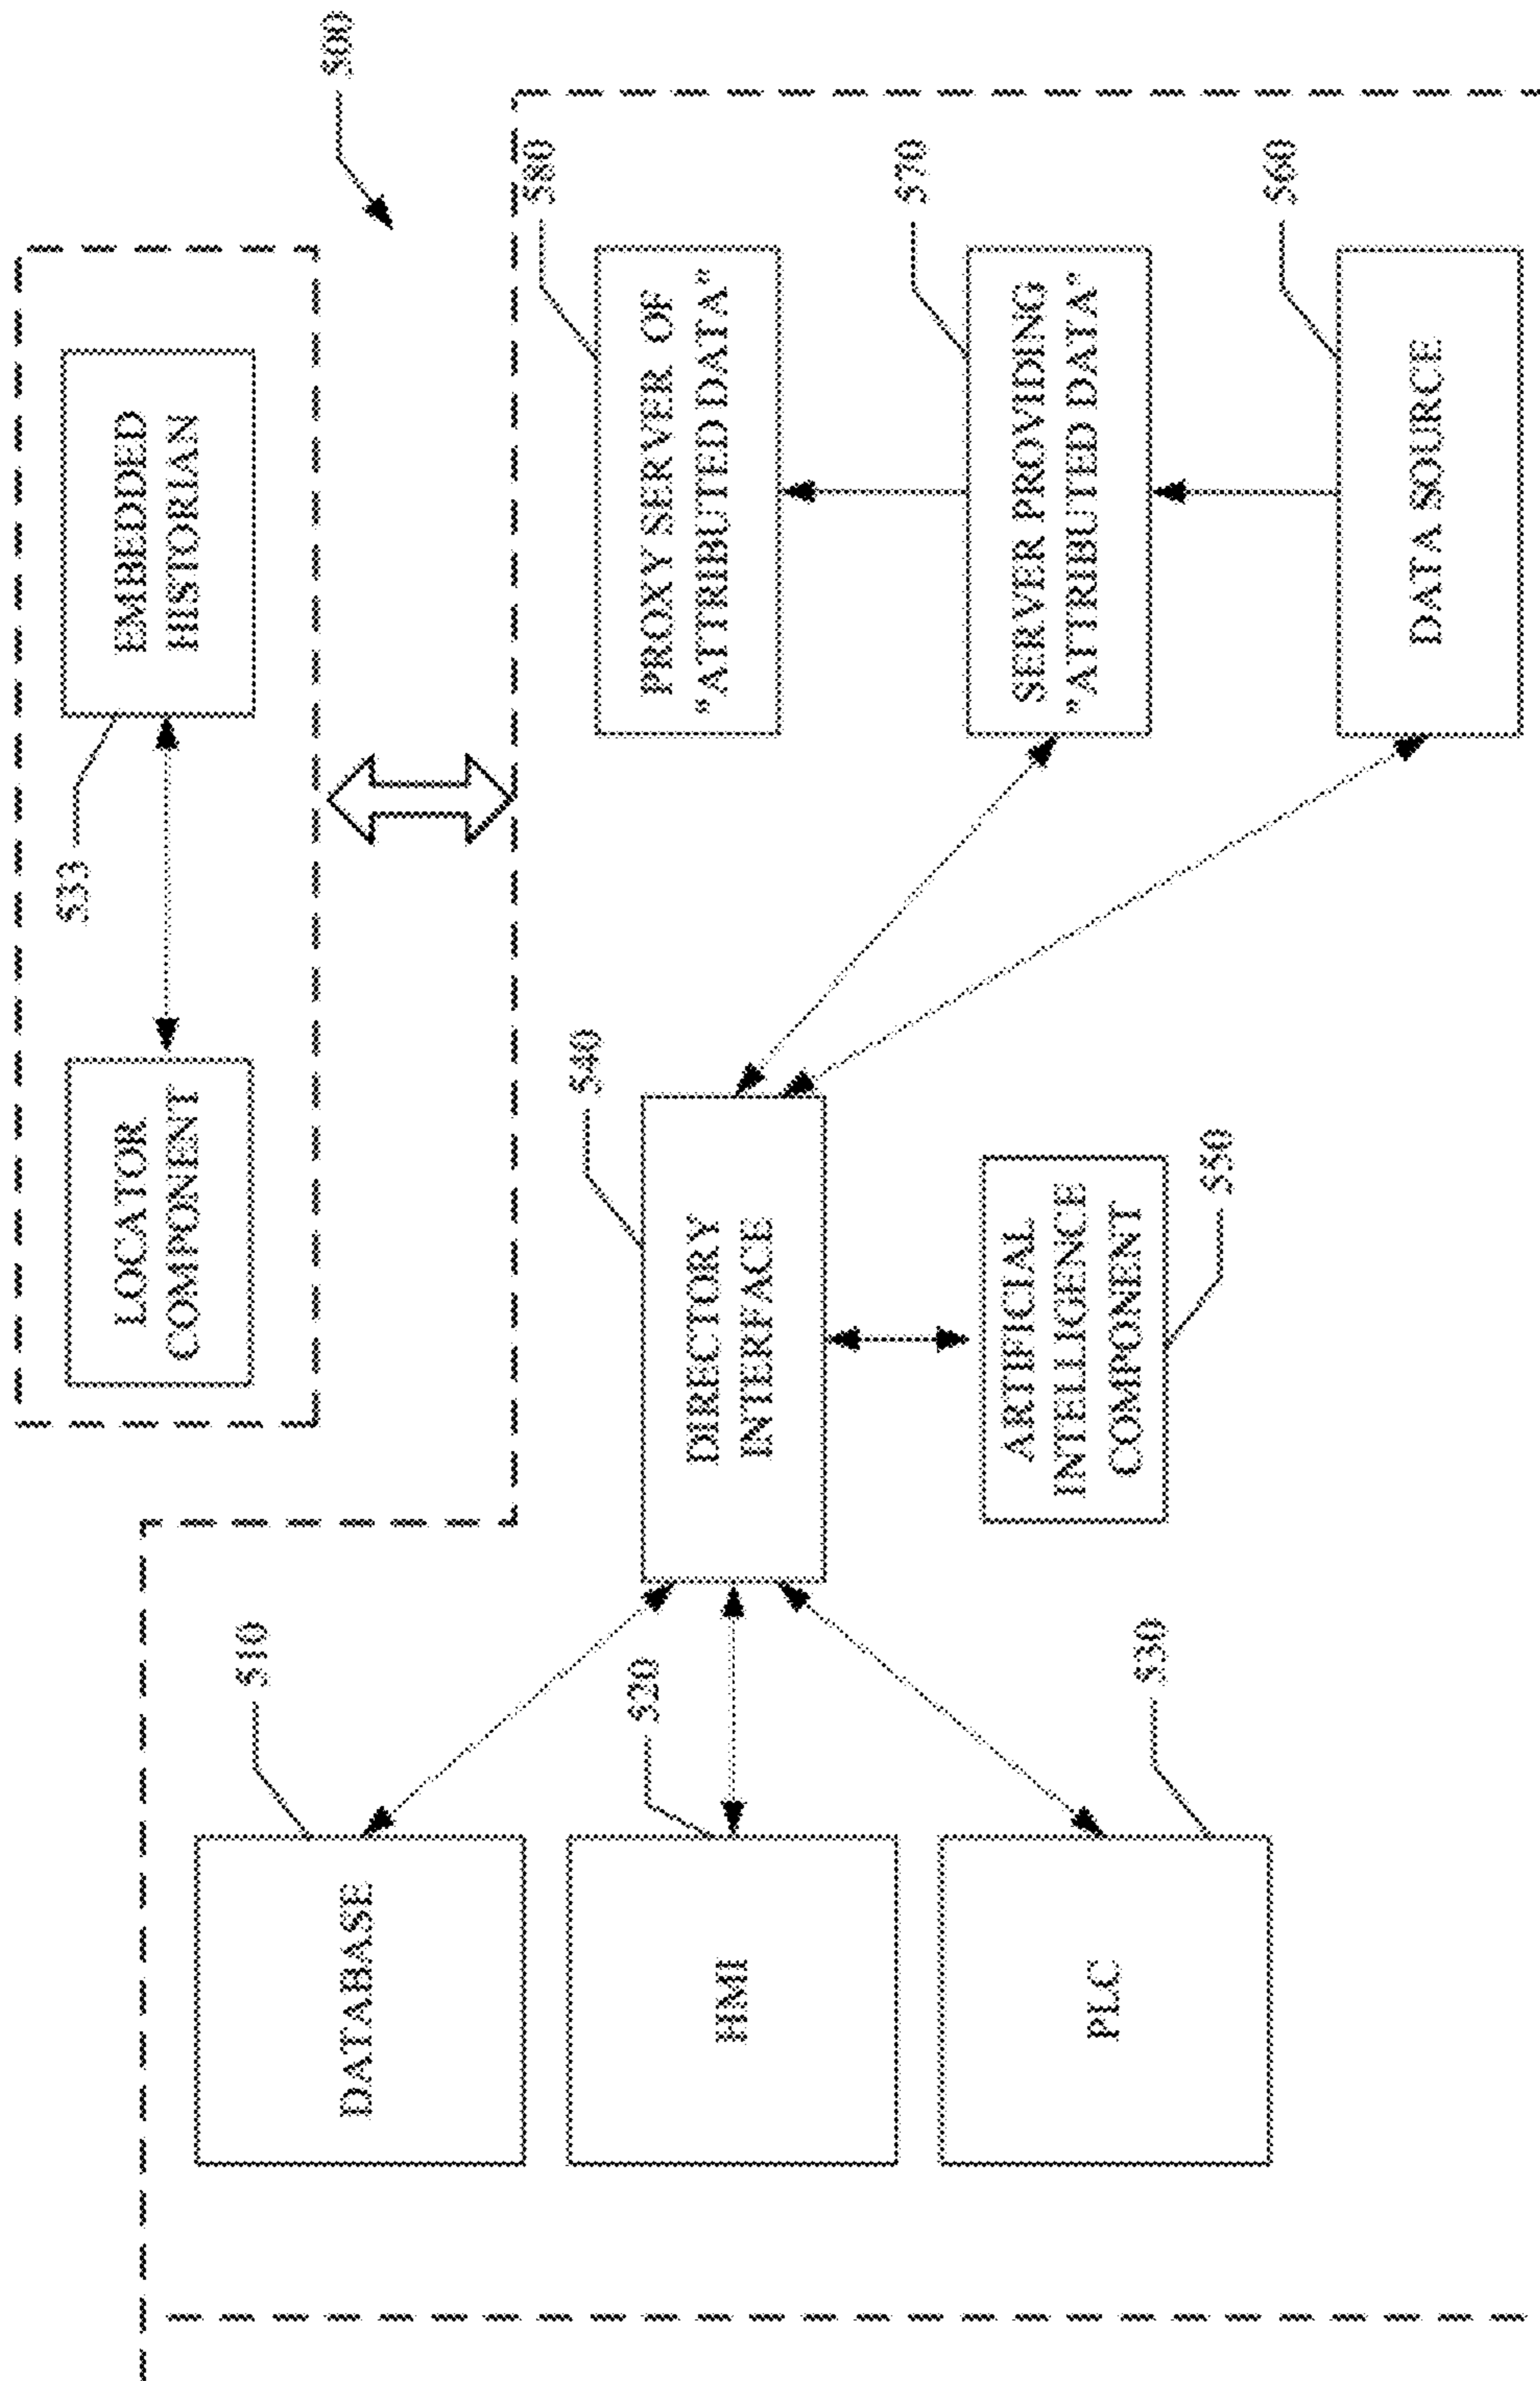 500
533
LOCATOR
COMPONENT
EMBEDDED
HISTORIAN
510
DATABASE
520
HMI
530
PLC
540
DIRECTORY
INTERFACE
ARTIFICIAL
INTELLIGENCE
COMPONENT
550
580
PROXY SERVER OF
"ATTRIBUTED DATA"
570
SERVER PROVIDING
"ATTRIBUTED DATA"
560
DATA SOURCE